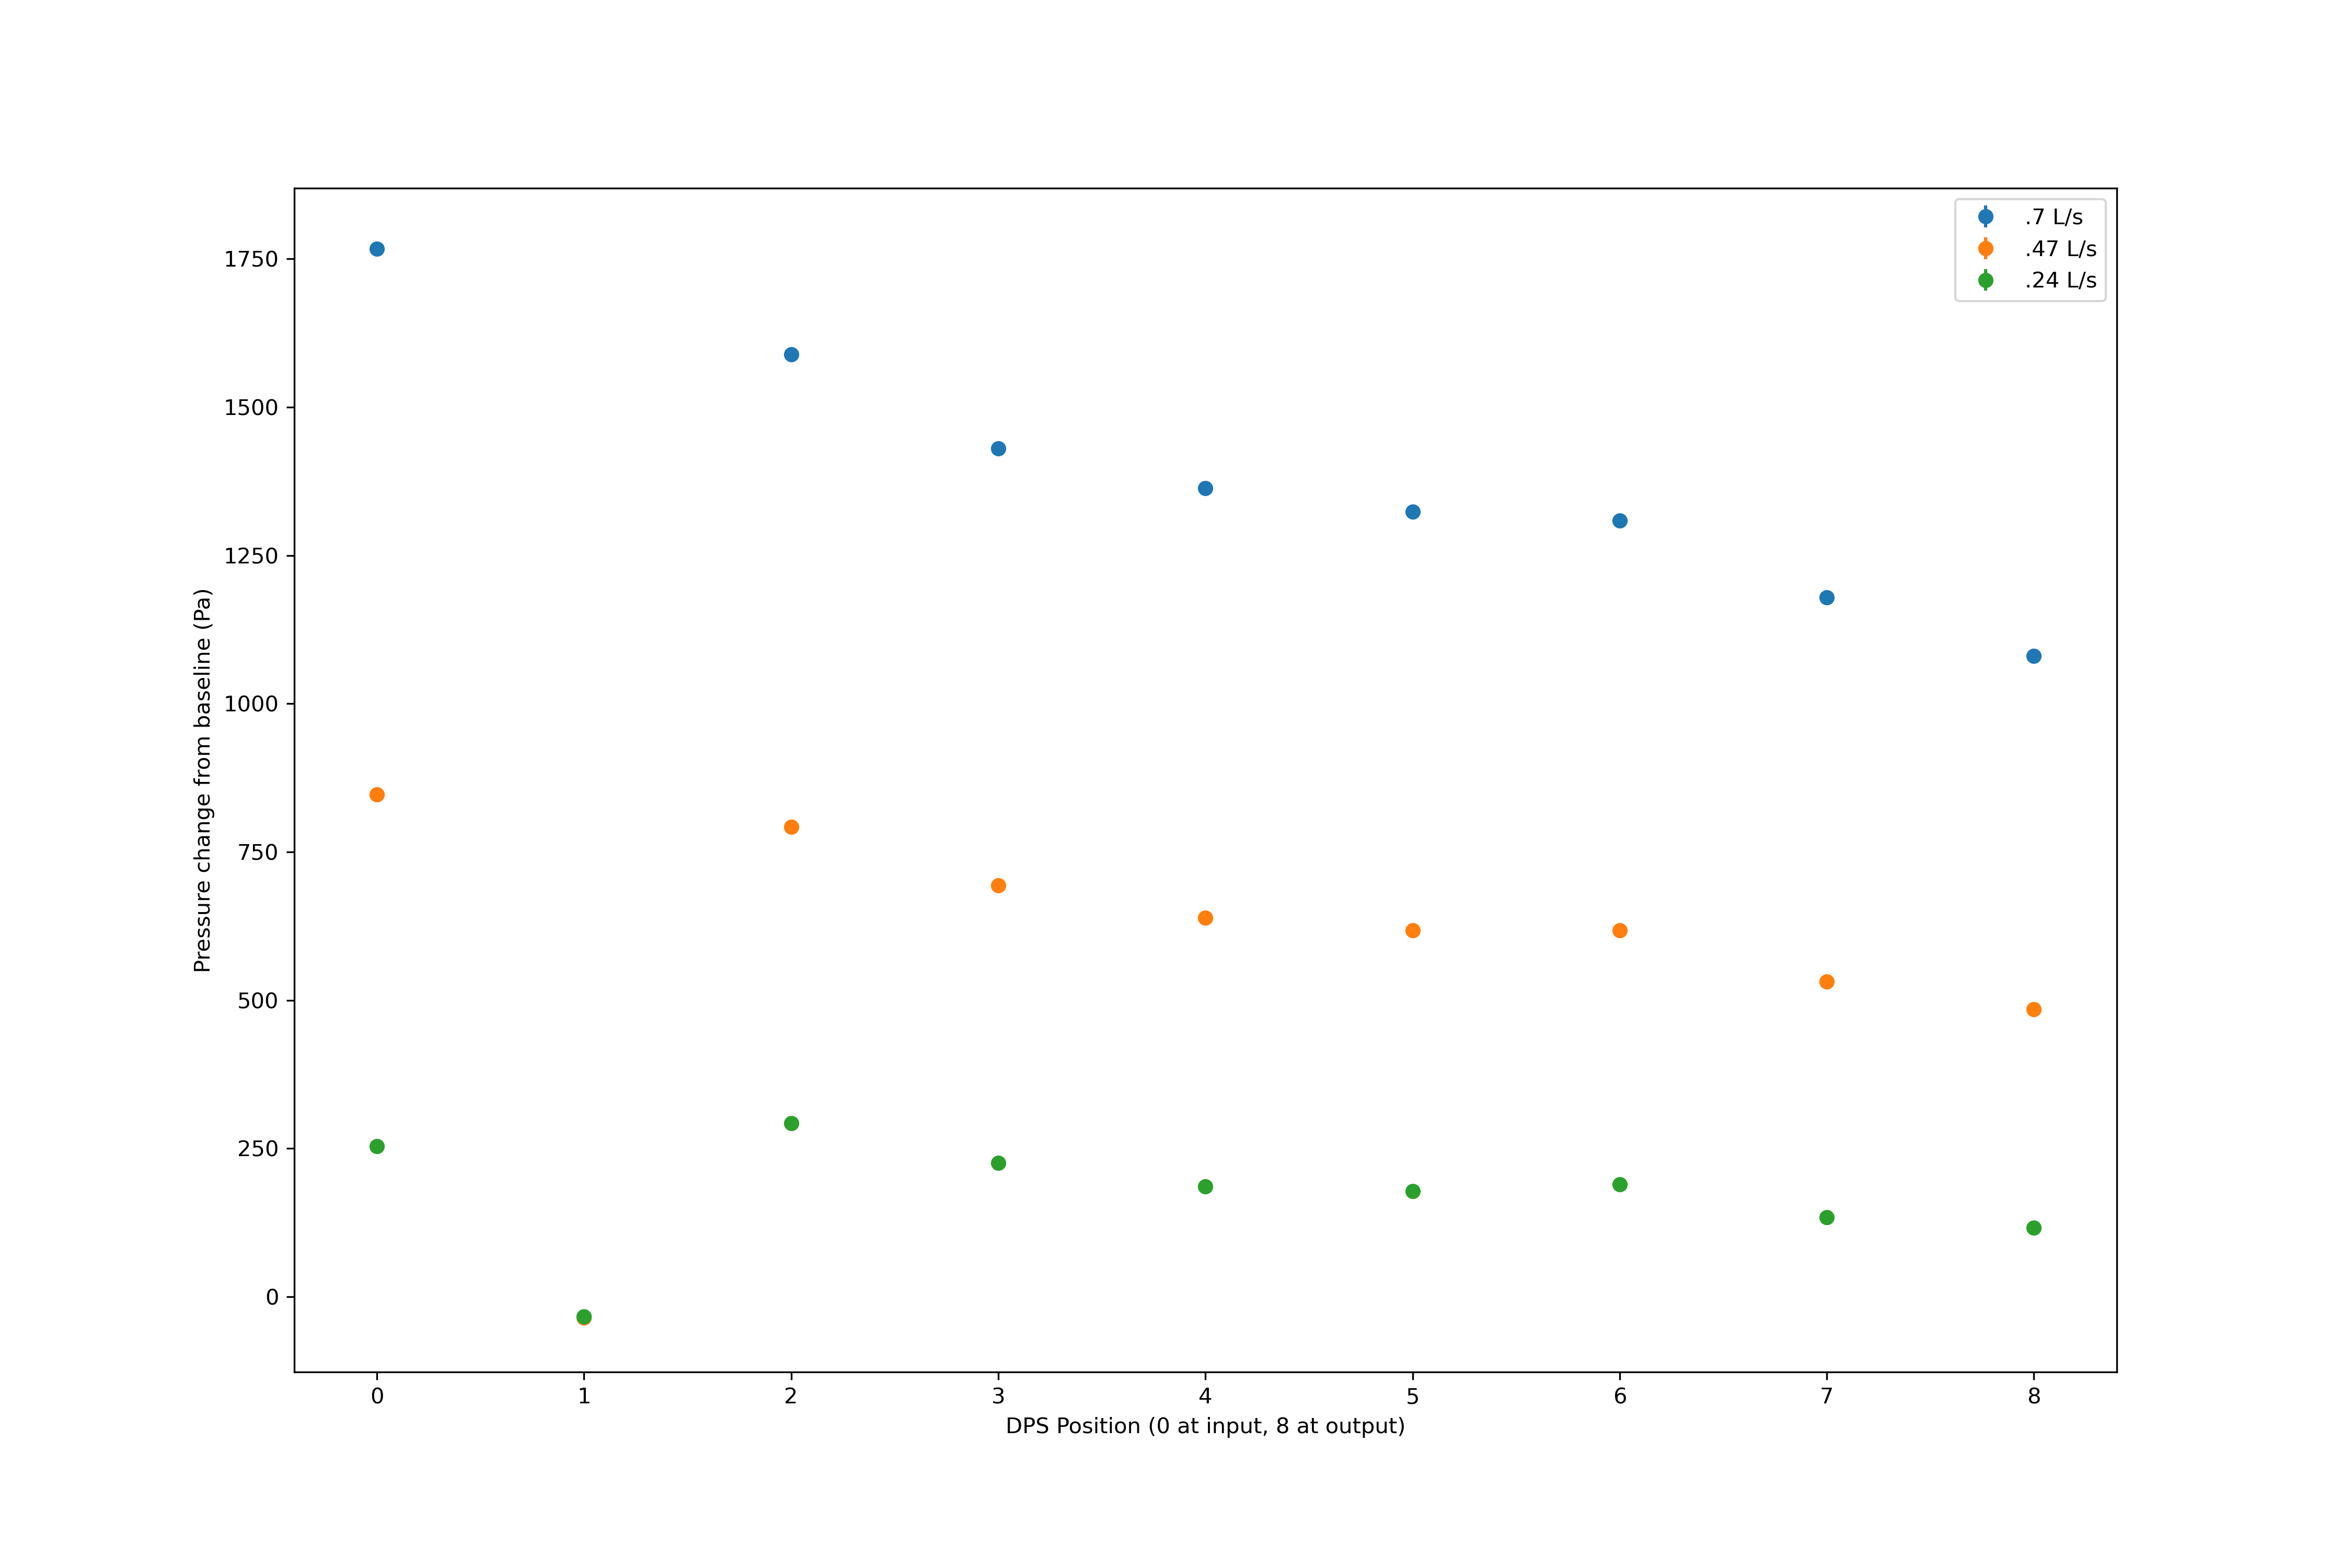 .7 L/s
.47 L/s
.24 L/s
1750
1500
1250
1000
750
500
250
0
Pressure change from baseline (Pa)
0 1 2 3 4 5 6 7 8
DPS Position (0 at input, 8 at output)